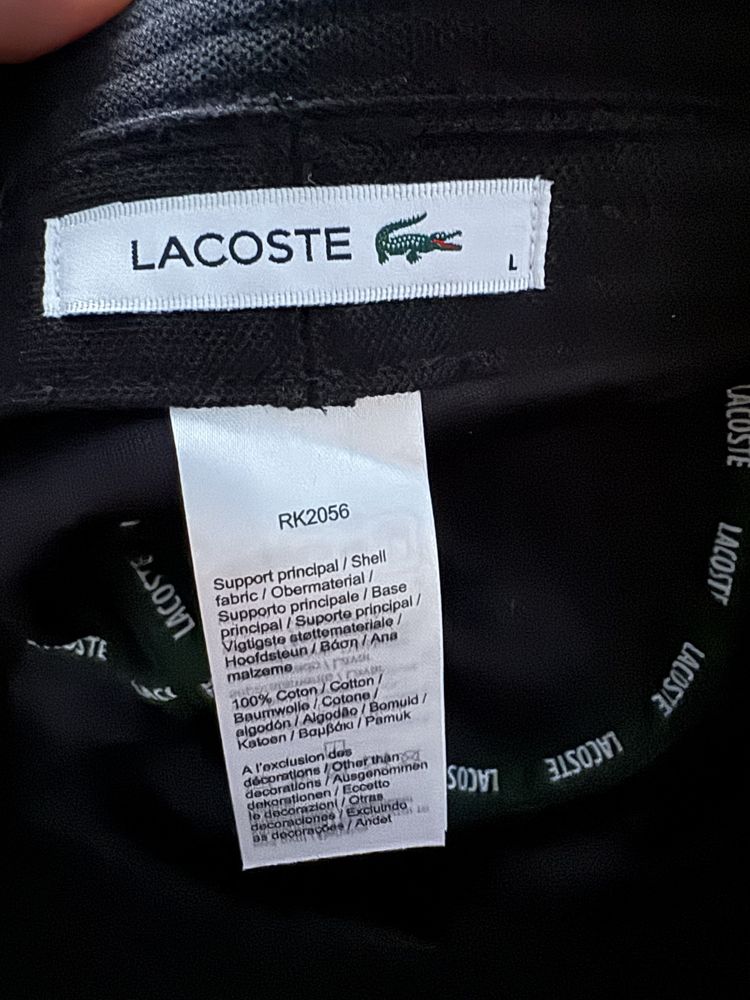 LACOSTE
L
RK2056
Support principal / Shell
fabric / Obermaterial /
Supporto principale / Base
principal / Suporte principal /
Vigtigste støttemateriale /
Hoofdsteun / Βάση / Ana
malzeme
100% Coton / Cotton /
Baumwolle / Cotone /
algodón / Algodão / Bomuld /
Katoen / Βαμβάκι / Pamuk
A l'exclusion des
décorations / Other than
decorations / Ausgenommen
dekorationen / Eccetto
le decorazioni / Otras
decoraciones / Excluindo
as decorações / Andet
LACOSTE
LACOSTE
LACOSTE
LACOSTE
LACOSTE